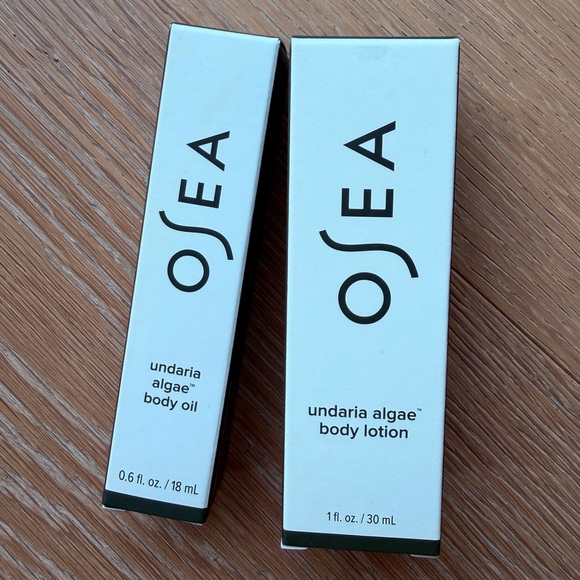 OSEA
undaria
algae™
body oil
0.6 fl. oz. / 18 mL
OSEA
undaria algae™
body lotion
1 fl. oz. / 30 mL